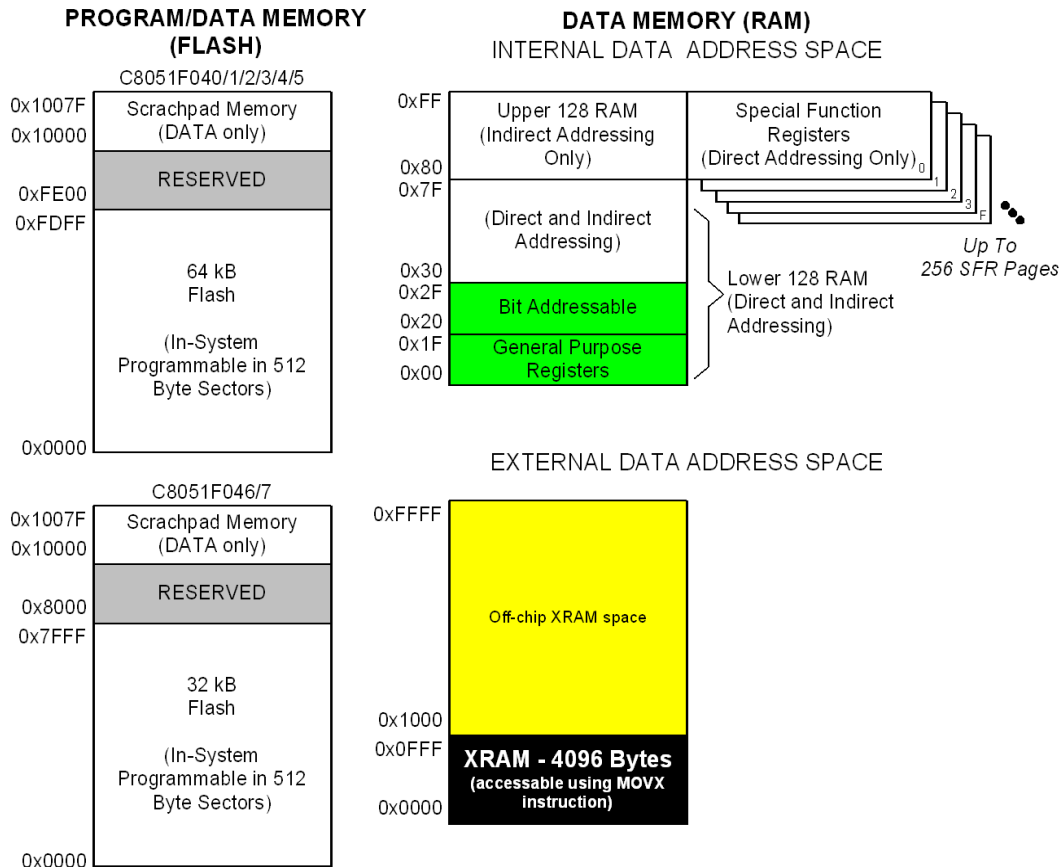 PROGRAM/DATA MEMORY
(FLASH)
C8051F040/1/2/3/4/5
0x1007F
0x10000
Scrachpad Memory
(DATA only)
RESERVED
0xFE00
0xFDFF
64 kB
Flash
(In-System
Programmable in 512
Byte Sectors)
0x0000
C8051F046/7
0x1007F
0x10000
Scrachpad Memory
(DATA only)
RESERVED
0x8000
0x7FFF
32 kB
Flash
(In-System
Programmable in 512
Byte Sectors)
0x0000
DATA MEMORY (RAM)
INTERNAL DATA ADDRESS SPACE
0xFF
Upper 128 RAM
(Indirect Addressing
Only)
0x80
Special Function
Registers
(Direct Addressing Only)
0
1
2
3
F
Up To
256 SFR Pages
0x7F
(Direct and Indirect
Addressing)
0x30
0x2F
Bit Addressable
0x20
0x1F
General Purpose
Registers
0x00
Lower 128 RAM
(Direct and Indirect
Addressing)
EXTERNAL DATA ADDRESS SPACE
0xFFFF
Off-chip XRAM space
0x1000
0x0FFF
XRAM - 4096 Bytes
(accessable using MOVX
instruction)
0x0000